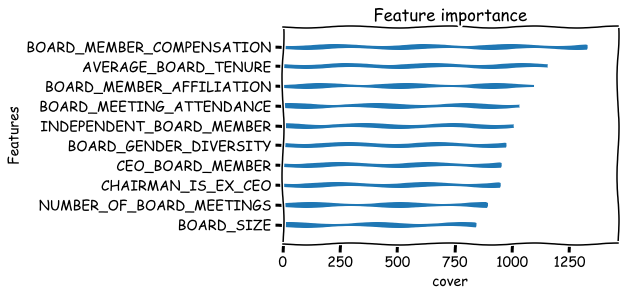 Feature importance
BOARD_MEMBER_COMPENSATION
AVERAGE_BOARD_TENURE
BOARD_MEMBER_AFFILIATION
BOARD_MEETING_ATTENDANCE
INDEPENDENT_BOARD_MEMBER
BOARD_GENDER_DIVERSITY
CEO_BOARD_MEMBER
CHAIRMAN_IS_EX_CEO
NUMBER_OF_BOARD_MEETINGS
BOARD_SIZE
Features
0 250 500 750 1000 1250
cover